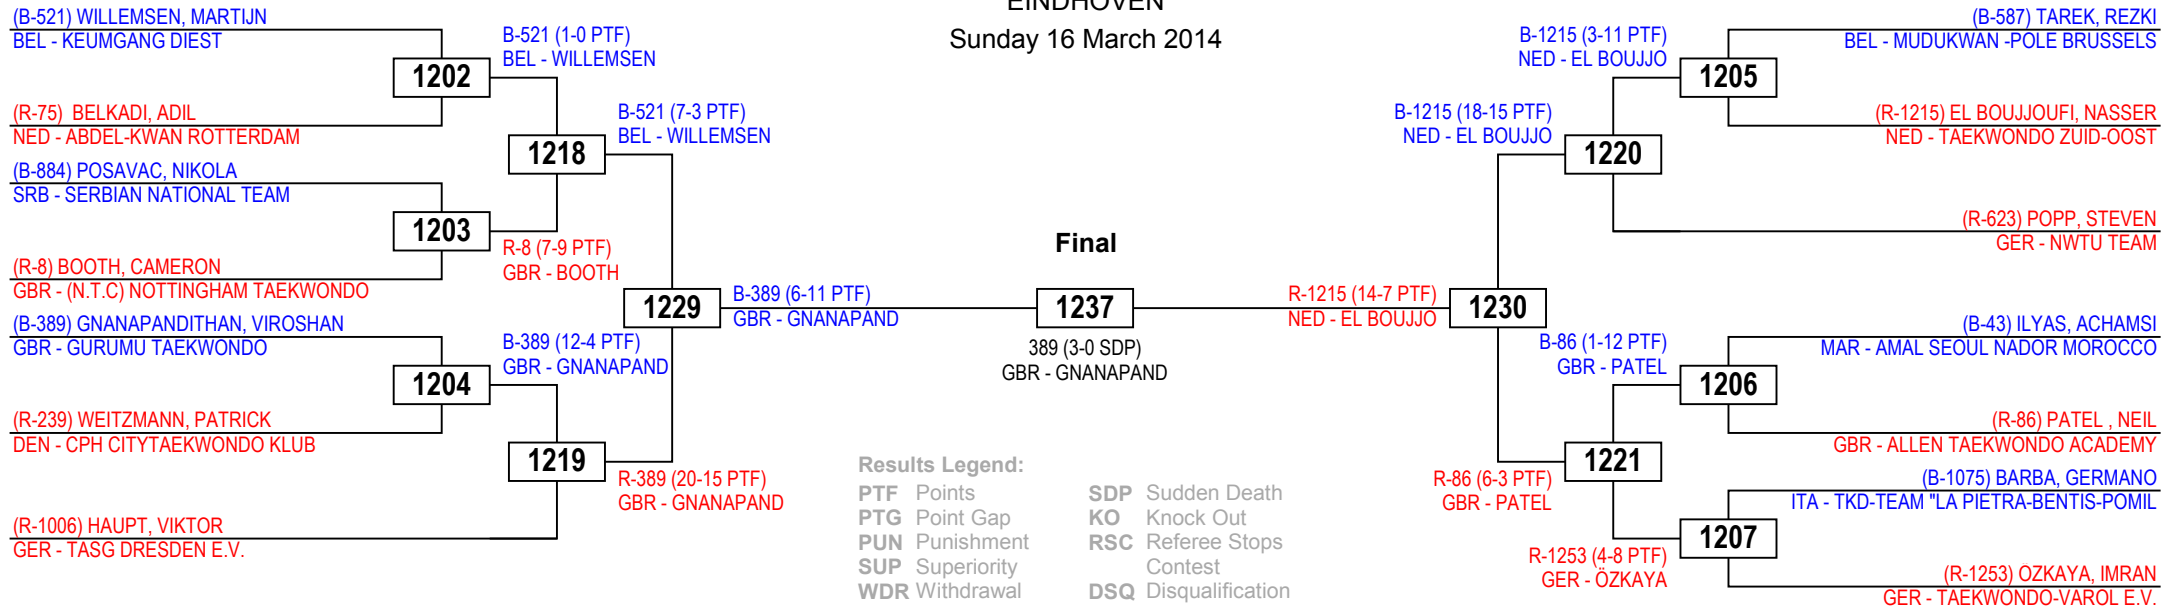 EINDHOVEN
Sunday 16 March 2014
(B-521) WILLEMSEN, MARTIJN
BEL - KEUMGANG DIEST
B-521 (1-0 PTF)
BEL - WILLEMSEN
1202
(R-75) BELKADI, ADIL
NED - ABDEL-KWAN ROTTERDAM
B-521 (7-3 PTF)
BEL - WILLEMSEN
1218
(B-884) POSAVAC, NIKOLA
SRB - SERBIAN NATIONAL TEAM
1203
R-8 (7-9 PTF)
GBR - BOOTH
(R-8) BOOTH, CAMERON
GBR - (N.T.C) NOTTINGHAM TAEKWONDO
1229
B-389 (6-11 PTF)
GBR - GNANAPAND
(B-389) GNANAPANDITHAN, VIROSHAN
GBR - GURUMU TAEKWONDO
B-389 (12-4 PTF)
GBR - GNANAPAND
1204
(R-239) WEITZMANN, PATRICK
DEN - CPH CITYTAEKWONDO KLUB
1219
R-389 (20-15 PTF)
GBR - GNANAPAND
(R-1006) HAUPT, VIKTOR
GER - TASG DRESDEN E.V.
Final
1237
389 (3-0 SDP)
GBR - GNANAPAND
(B-587) TAREK, REZKI
BEL - MUDUKWAN -POLE BRUSSELS
B-1215 (3-11 PTF)
NED - EL BOUJJO
1205
(R-1215) EL BOUJJOUFI, NASSER
NED - TAEKWONDO ZUID-OOST
B-1215 (18-15 PTF)
NED - EL BOUJJO
1220
(R-623) POPP, STEVEN
GER - NWTU TEAM
R-1215 (14-7 PTF)
NED - EL BOUJJO
1230
(B-43) ILYAS, ACHAMSI
MAR - AMAL SEOUL NADOR MOROCCO
B-86 (1-12 PTF)
GBR - PATEL
1206
(R-86) PATEL , NEIL
GBR - ALLEN TAEKWONDO ACADEMY
1221
R-86 (6-3 PTF)
GBR - PATEL
(B-1075) BARBA, GERMANO
ITA - TKD-TEAM "LA PIETRA-BENTIS-POMIL
1207
R-1253 (4-8 PTF)
GER - ÖZKAYA
(R-1253) OZKAYA, IMRAN
GER - TAEKWONDO-VAROL E.V.
Results Legend:
PTF Points
PTG Point Gap
PUN Punishment
SUP Superiority
WDR Withdrawal
SDP Sudden Death
KO Knock Out
RSC Referee Stops
Contest
DSQ Disqualification